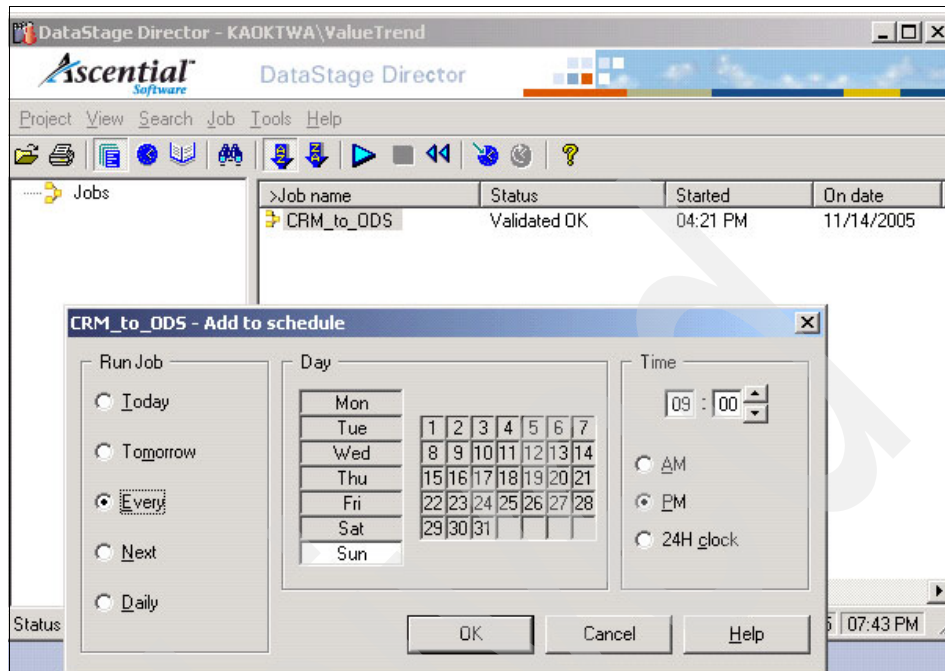 DataStage Director - KAOKTWA\ValueTrend
Ascential™ Software DataStage Director
Project View Search Job Tools Help
Jobs
>Job name Status Started On date
CRM_to_ODS Validated OK 04:21 PM 11/14/2005
CRM_to_ODS - Add to schedule
Run Job
Today
Tomorrow
Every
Next
Daily
Day
Mon
Tue
Wed
Thu
Fri
Sat
Sun
1 2 3 4 5 6 7
8 9 10 11 12 13 14
15 16 17 18 19 20 21
22 23 24 25 26 27 28
29 30 31
Time
09 : 00
AM
PM
24H clock
OK Cancel Help
Status 07:43 PM